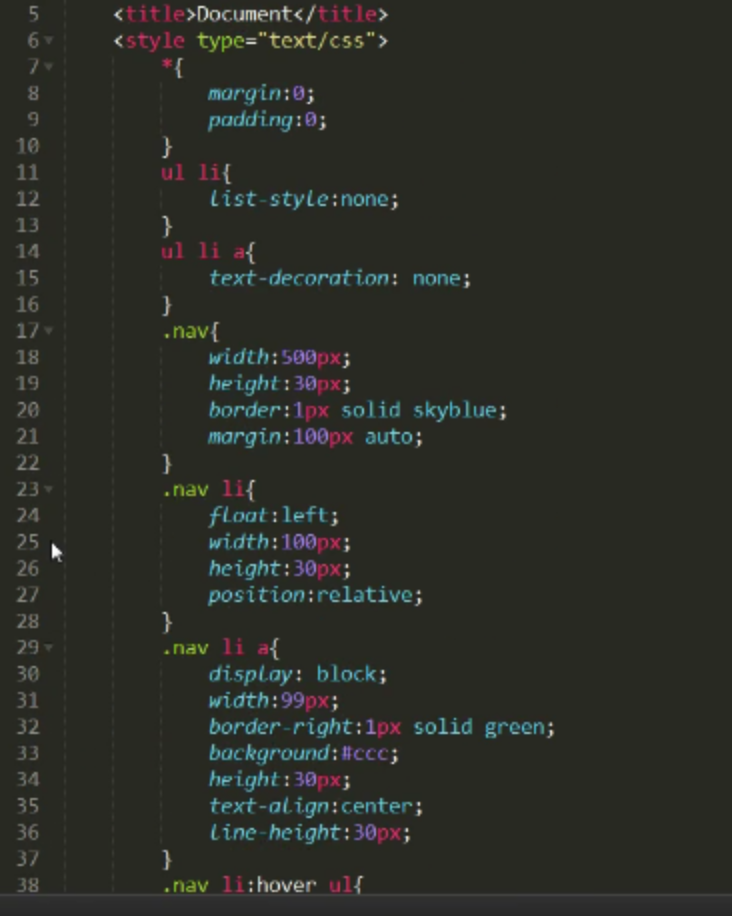 5 <title>Document</title>
6 <style type="text/css">
7 *{
8 margin:0;
9 padding:0;
10 }
11 ul li{
12 list-style:none;
13 }
14 ul li a{
15 text-decoration: none;
16 }
17 .nav{
18 width:500px;
19 height:30px;
20 border:1px solid skyblue;
21 margin:100px auto;
22 }
23 .nav li{
24 float:left;
25 width:100px;
26 height:30px;
27 position:relative;
28 }
29 .nav li a{
30 display: block;
31 width:99px;
32 border-right:1px solid green;
33 background:#ccc;
34 height:30px;
35 text-align:center;
36 line-height:30px;
37 }
38 .nav li:hover ul{